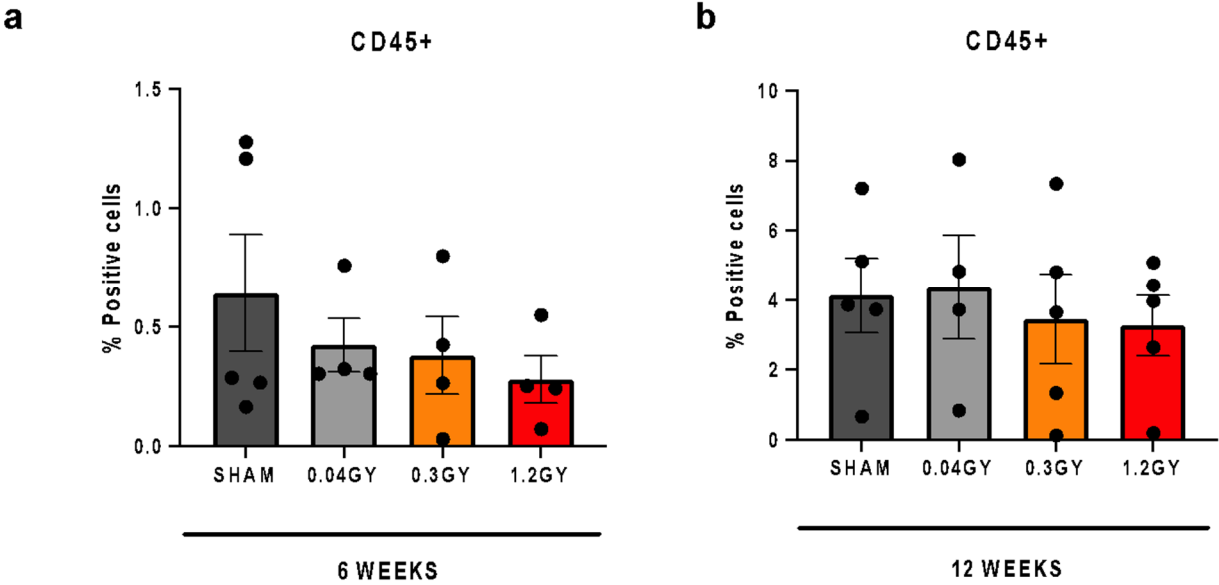 a
CD45+
% Positive cells
1.5
1.0
0.5
0.0
SHAM 0.04GY 0.3GY 1.2GY
6 WEEKS
b
CD45+
% Positive cells
10
8
6
4
2
0
SHAM 0.04GY 0.3GY 1.2GY
12 WEEKS